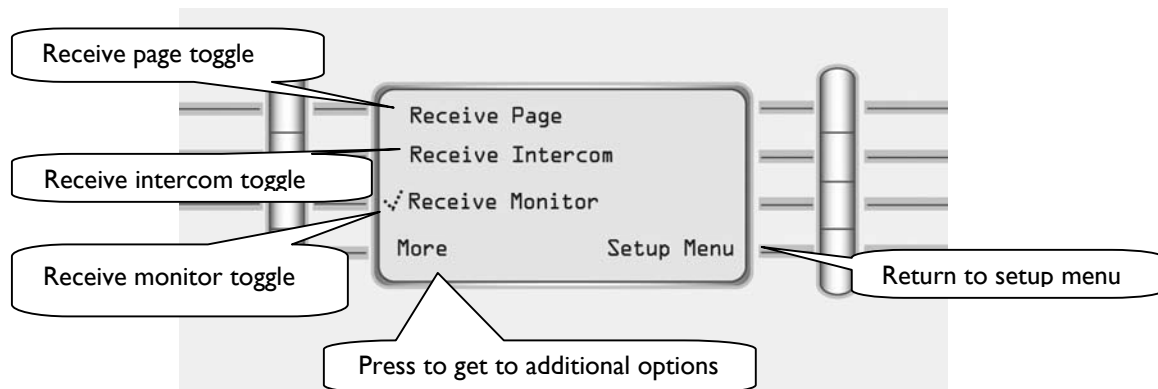 Receive page toggle
Receive Page
Receive Intercom
Receive intercom toggle
Receive Monitor
More
Setup Menu
Receive monitor toggle
Return to setup menu
Press to get to additional options